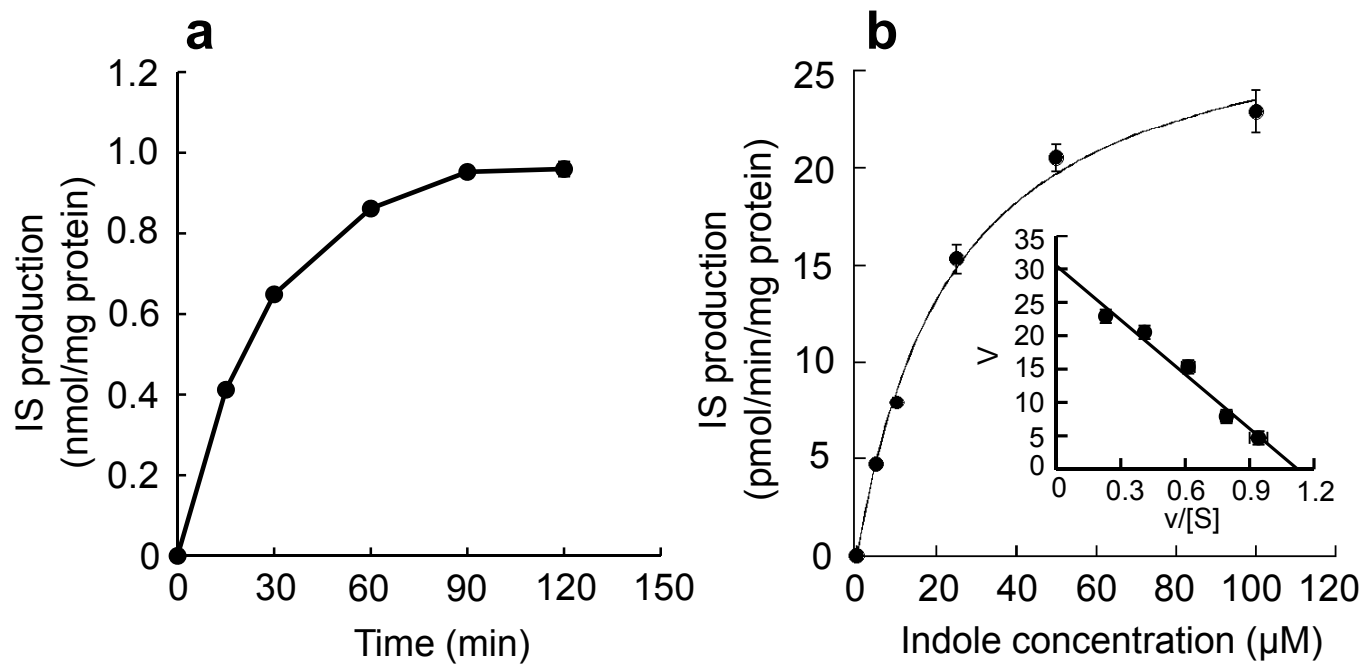 a
IS production
(nmol/mg protein)
1.2
1.0
0.8
0.6
0.4
0.2
0
0 30 60 90 120 150
Time (min)
b
IS production
(pmol/min/mg protein)
25
20
15
10
5
0
0 20 40 60 80 100 120
Indole concentration (μM)
V
35
30
25
20
15
10
5
0
0 0.3 0.6 0.9 1.2
v/[S]